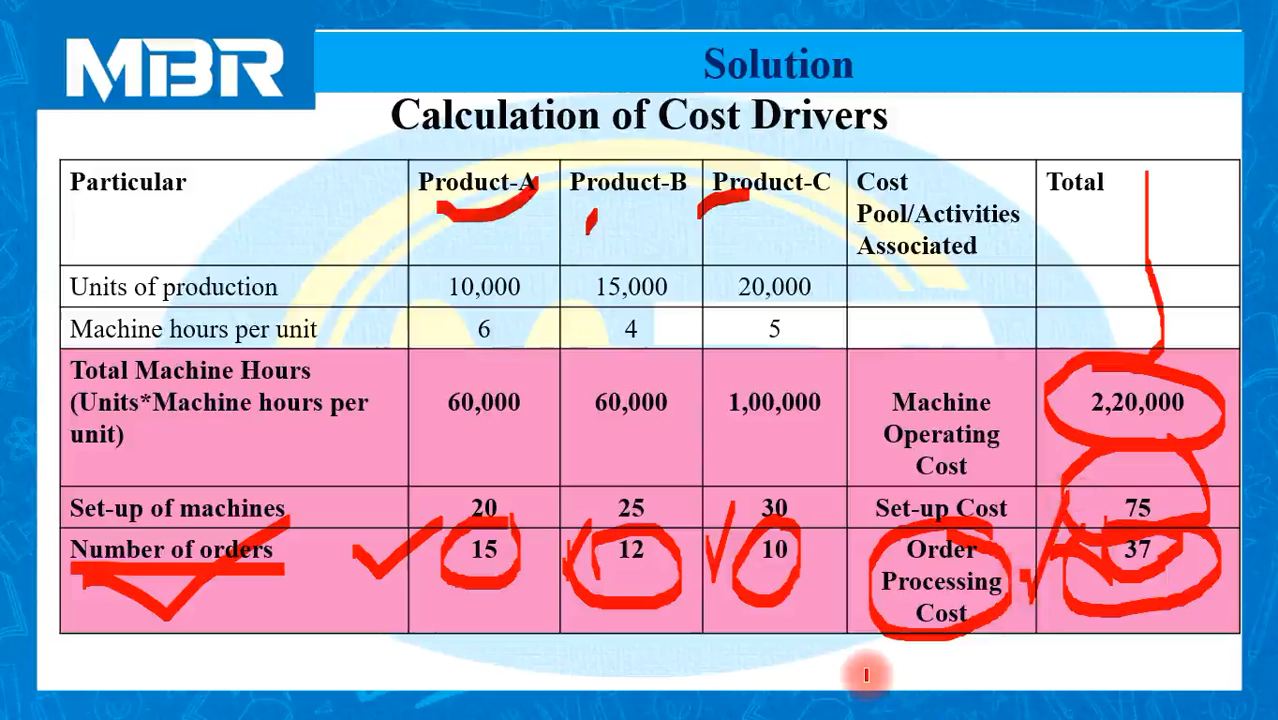 MBR
Solution
Calculation of Cost Drivers
Particular Product-A Product-B Product-C Cost Total
Pool/Activities
Associated
Units of production 10,000 15,000 20,000
Machine hours per unit 6 4 5
Total Machine Hours
(Units*Machine hours per 60,000 60,000 1,00,000 Machine 2,20,000
unit) Operating
Cost
Set-up of machines 20 25 30 Set-up Cost 75
Number of orders 15 12 10 Order 37
Processing
Cost